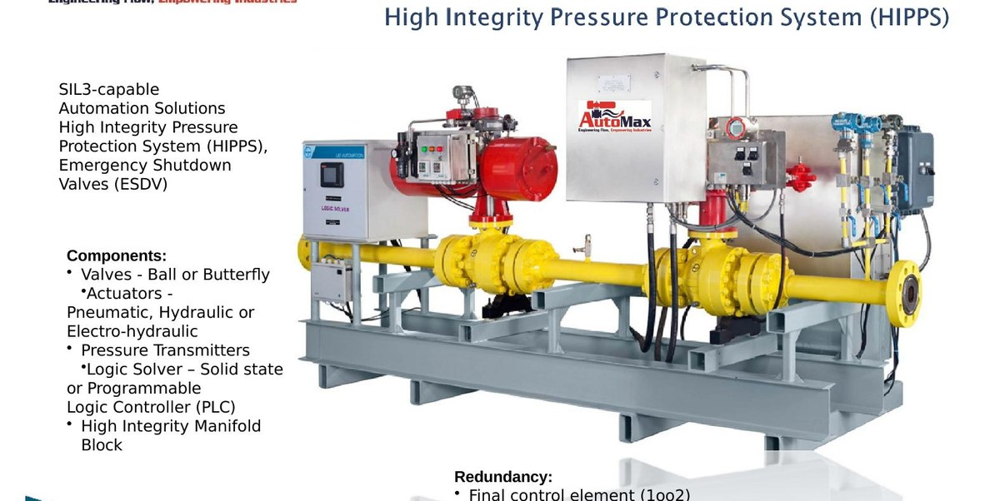 Engineering Flow, Empowering Industries
High Integrity Pressure Protection System (HIPPS)
SIL3-capable
Automation Solutions
High Integrity Pressure
Protection System (HIPPS),
Emergency Shutdown
Valves (ESDV)
Components:
• Valves - Ball or Butterfly
•Actuators -
Pneumatic, Hydraulic or
Electro-hydraulic
• Pressure Transmitters
•Logic Solver – Solid state
or Programmable
Logic Controller (PLC)
• High Integrity Manifold
Block
AutoMax
Engineering Flow, Empowering Industries
LOGIC SOLVER
Redundancy:
• Final control element (1oo2)